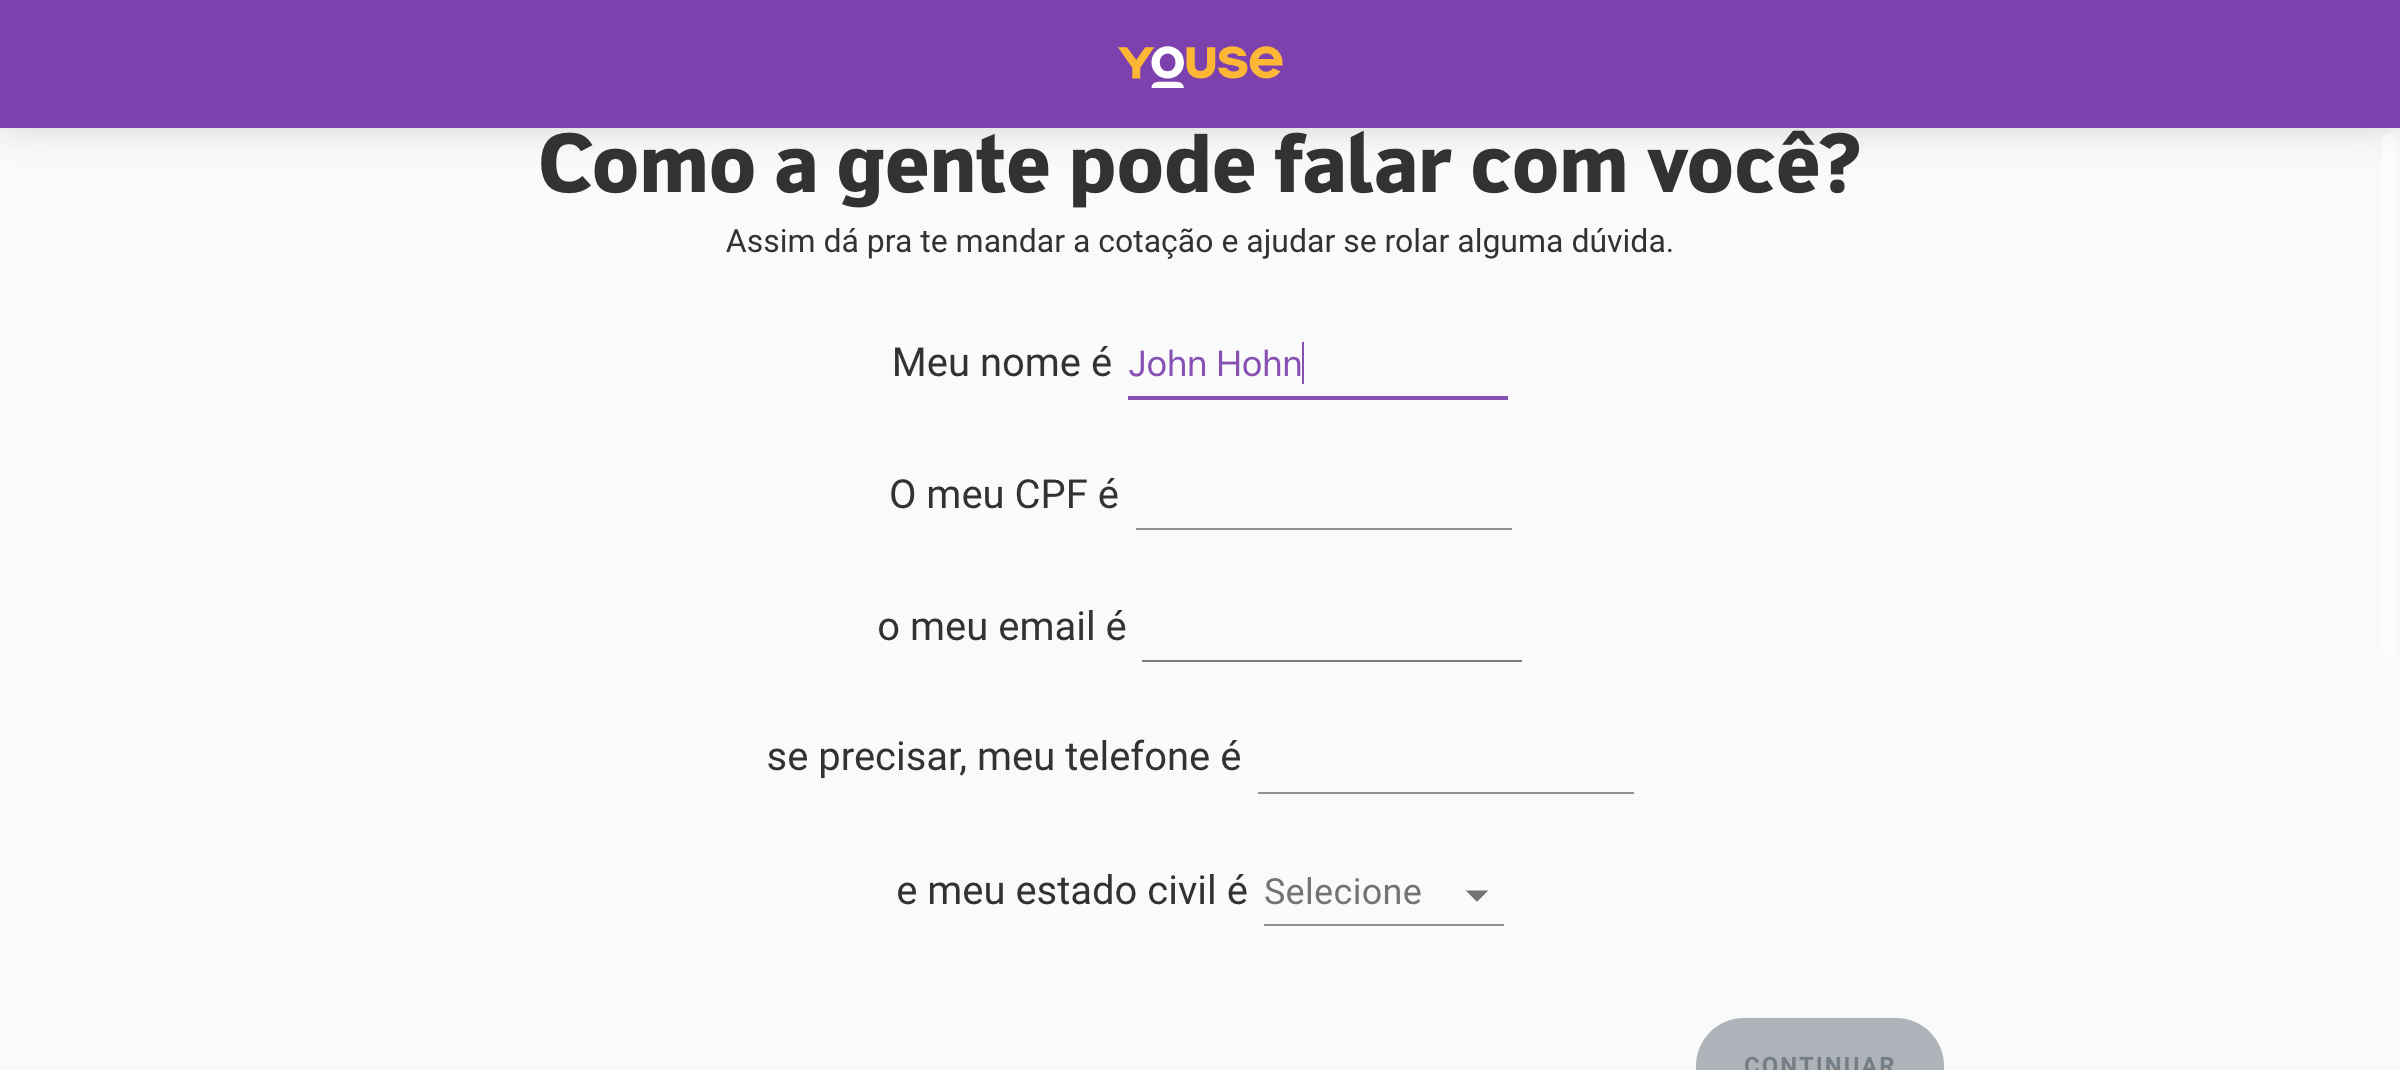 YOUSE
Como a gente pode falar com você?
Assim dá pra te mandar a cotação e ajudar se rolar alguma dúvida.
Meu nome é John Hohn
O meu CPF é
o meu email é
se precisar, meu telefone é
e meu estado civil é Selecione
CONTINUAR